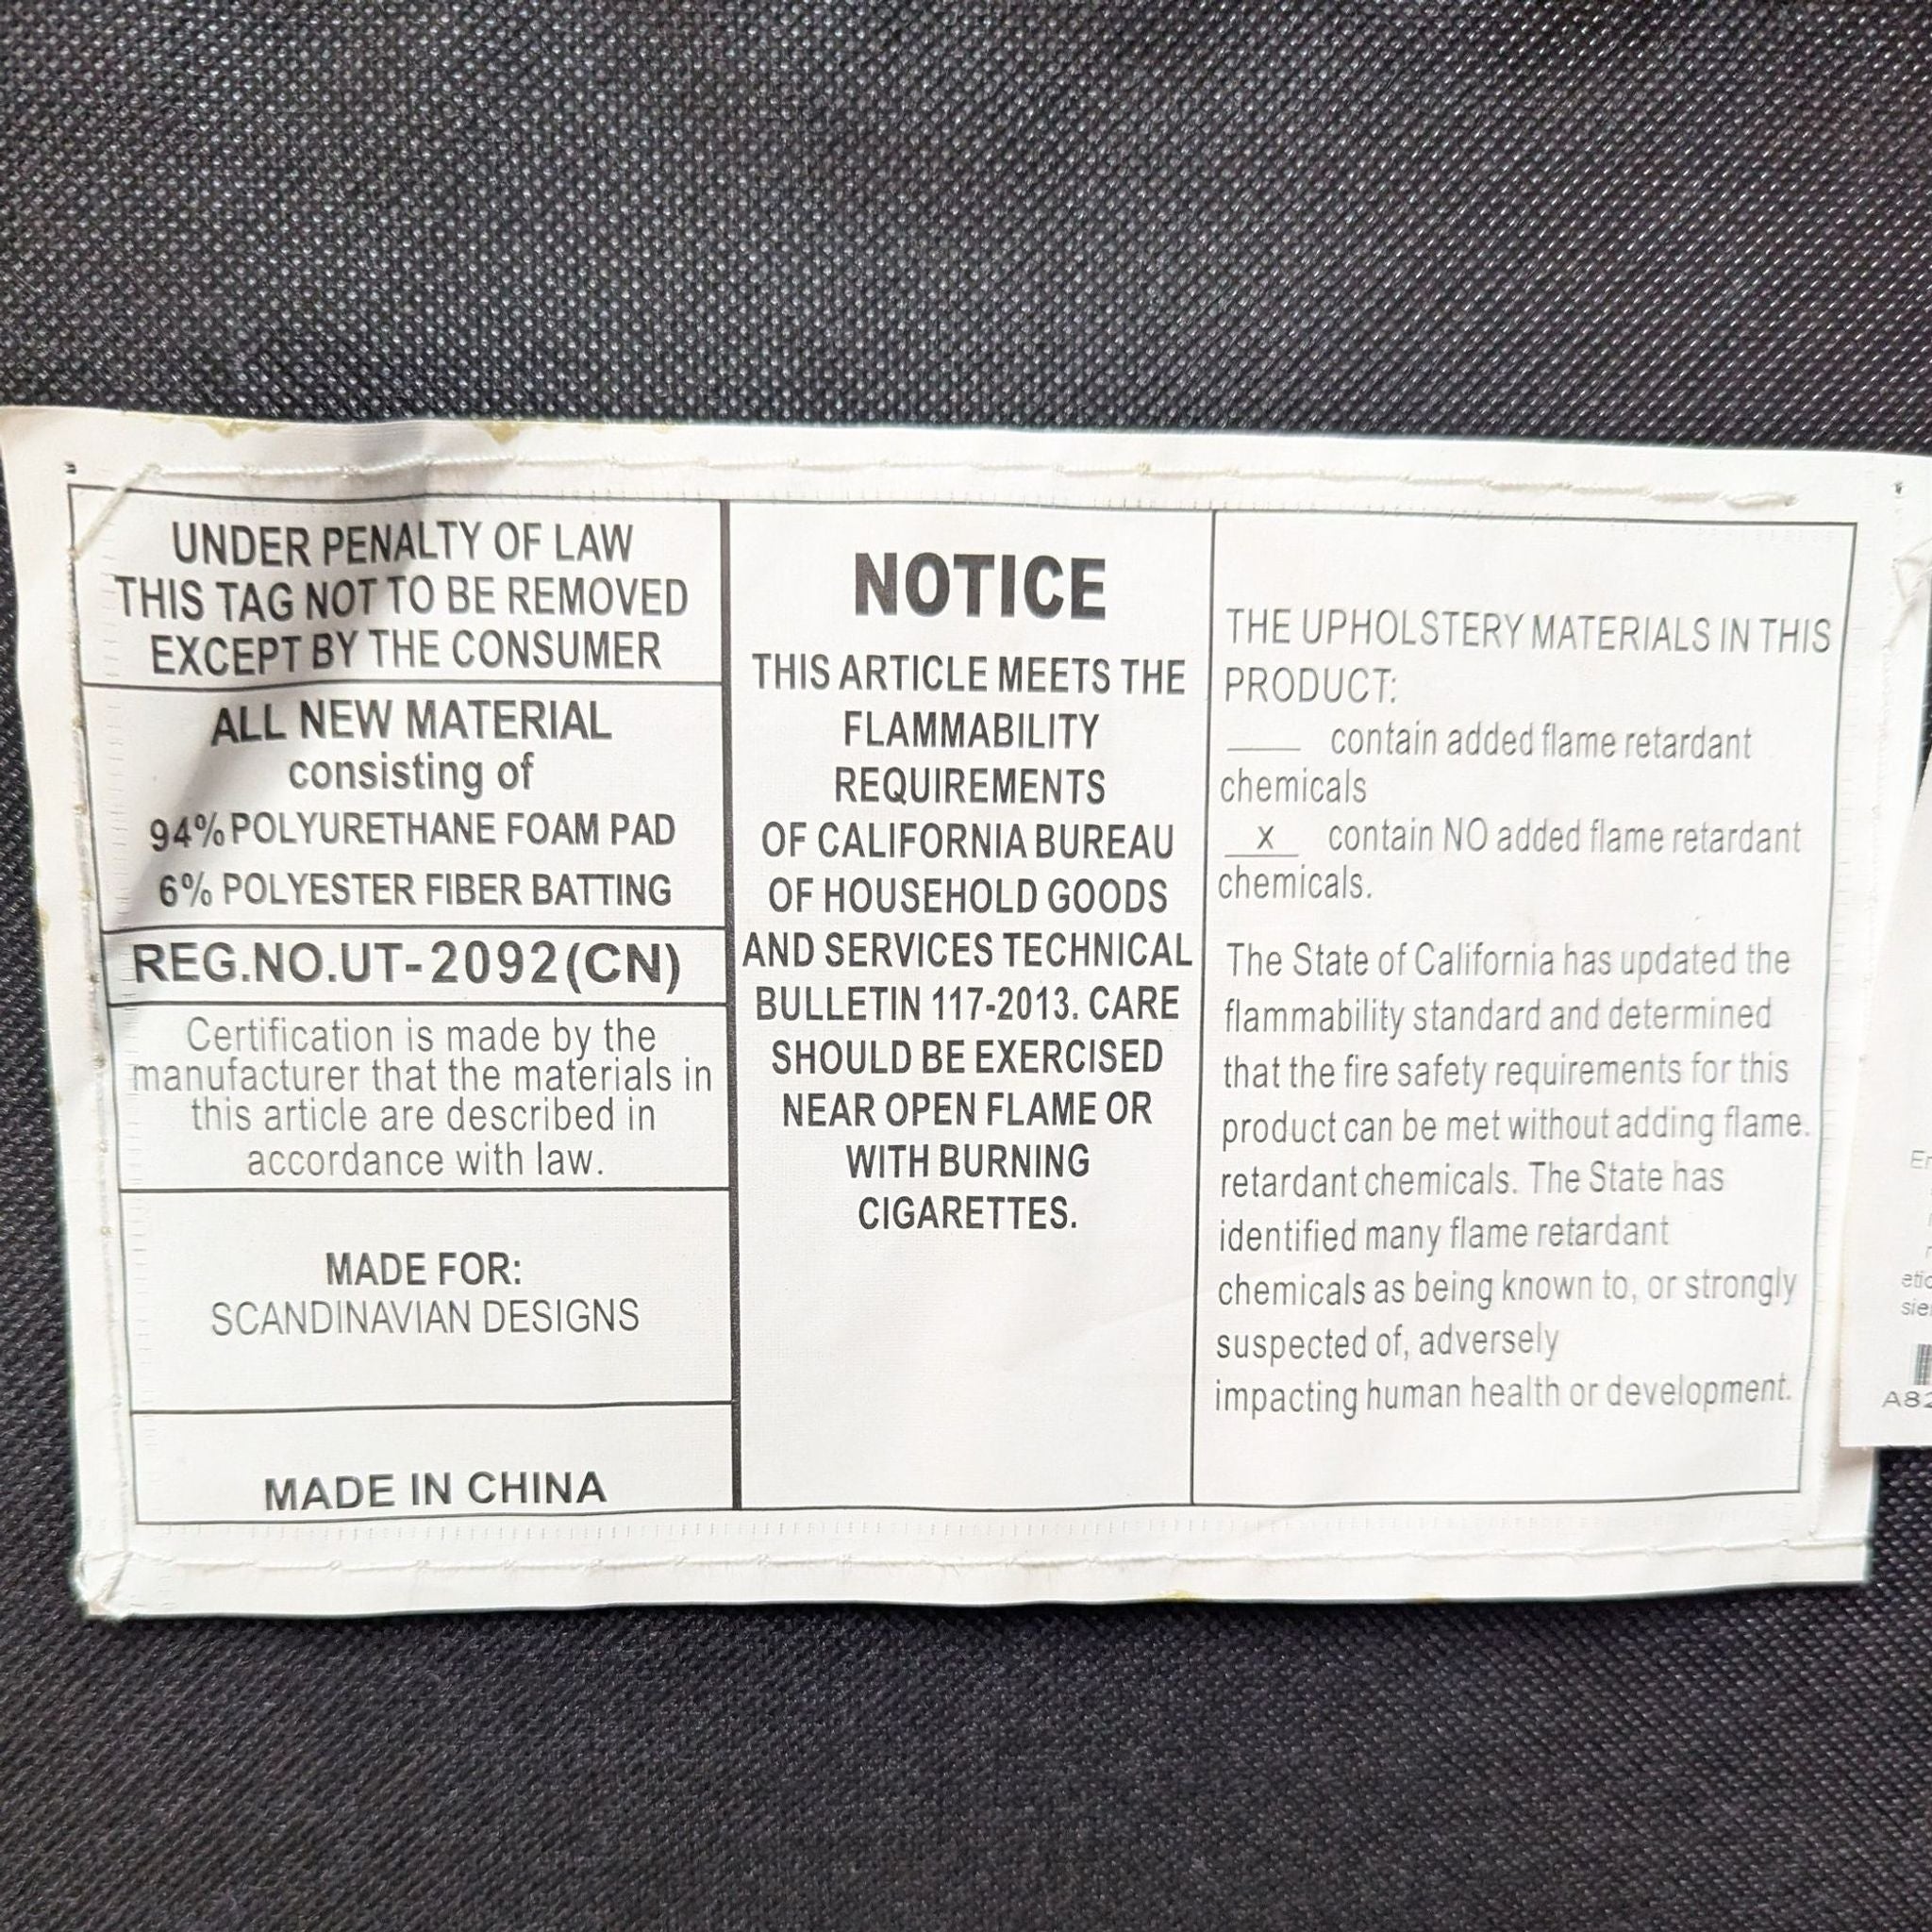 UNDER PENALTY OF LAW
THIS TAG NOT TO BE REMOVED
EXCEPT BY THE CONSUMER
ALL NEW MATERIAL
consisting of
94% POLYURETHANE FOAM PAD
6% POLYESTER FIBER BATTING
REG.NO.UT-2092(CN)
Certification is made by the
manufacturer that the materials in
this article are described in
accordance with law.
MADE FOR:
SCANDINAVIAN DESIGNS
MADE IN CHINA
NOTICE
THIS ARTICLE MEETS THE
FLAMMABILITY
REQUIREMENTS
OF CALIFORNIA BUREAU
OF HOUSEHOLD GOODS
AND SERVICES TECHNICAL
BULLETIN 117-2013. CARE
SHOULD BE EXERCISED
NEAR OPEN FLAME OR
WITH BURNING
CIGARETTES.
THE UPHOLSTERY MATERIALS IN THIS
PRODUCT:
____ contain added flame retardant
chemicals
__x__ contain NO added flame retardant
chemicals.
The State of California has updated the
flammability standard and determined
that the fire safety requirements for this
product can be met without adding flame.
retardant chemicals. The State has
identified many flame retardant
chemicals as being known to, or strongly
suspected of, adversely
impacting human health or development.